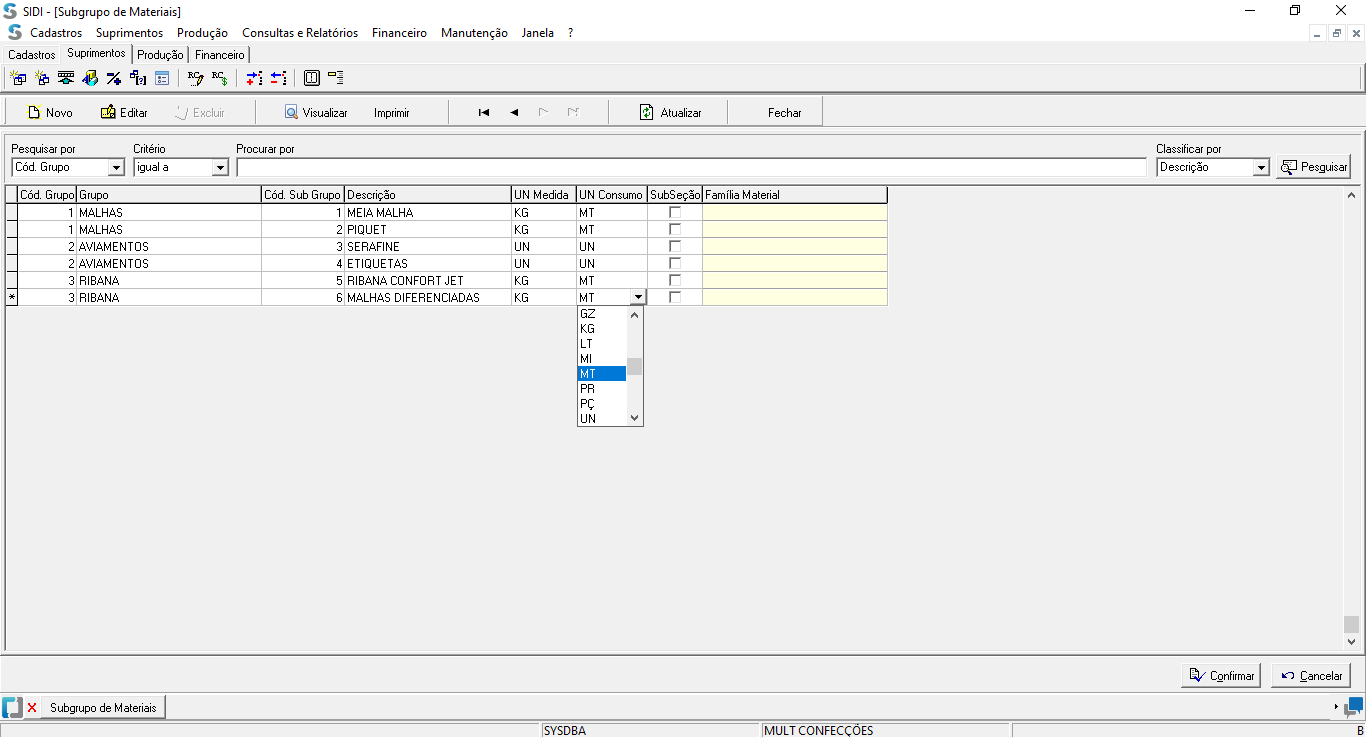 SIDI - [Subgrupo de Materiais]
Cadastros Suprimentos Produção Consultas e Relatórios Financeiro Manutenção Janela ?
Cadastros Suprimentos Produção Financeiro
Novo Editar Excluir Visualizar Imprimir Atualizar Fechar
Pesquisar por Critério Procurar por Classificar por
Cód. Grupo igual a Descrição Pesquisar
Cód. Grupo Grupo Cód. Sub Grupo Descrição UN Medida UN Consumo SubSeção Família Material
1 MALHAS 1 MEIA MALHA KG MT
1 MALHAS 2 PIQUET KG MT
2 AVIAMENTOS 3 SERAFINE UN UN
2 AVIAMENTOS 4 ETIQUETAS UN UN
3 RIBANA 5 RIBANA CONFORT JET KG MT
* 3 RIBANA 6 MALHAS DIFERENCIADAS KG MT
GZ
KG
LT
MI
MT
PR
PÇ
UN
Confirmar Cancelar
Subgrupo de Materiais
SYSDBA MULT CONFECÇÕES B